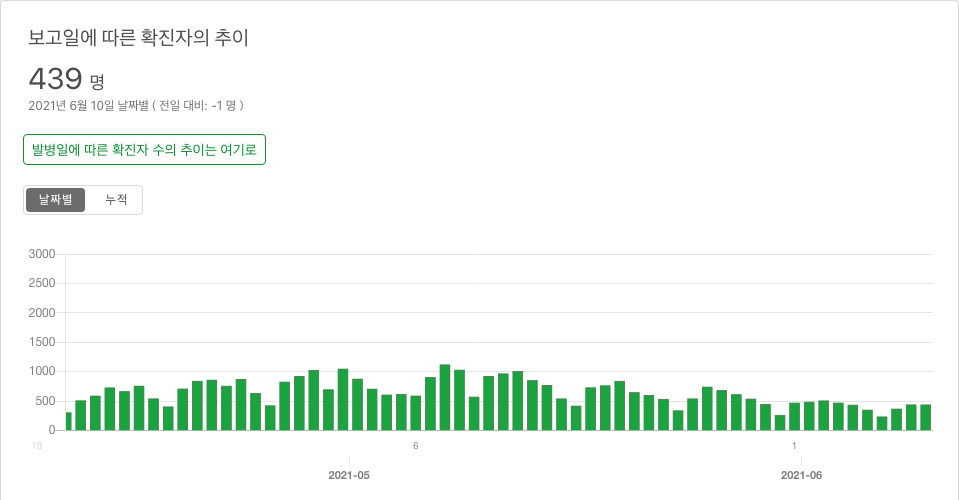 보고일에 따른 확진자의 추이
439 명
2021년 6월 10일 날짜별 ( 전일 대비: -1 명 )
발병일에 따른 확진자 수의 추이는 여기로
날짜별 누적
3000
2500
2000
1500
1000
500
0
10 6 1
2021-05 2021-06